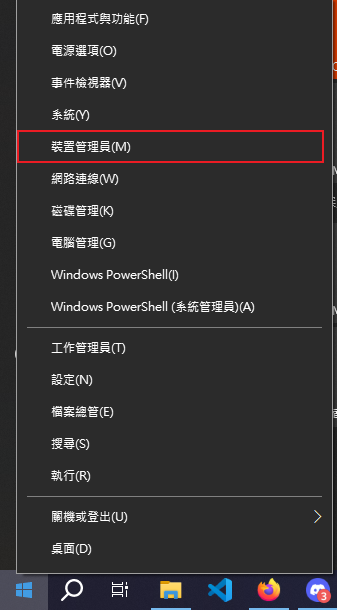 應用程式與功能(F)
電源選項(O)
事件檢視器(V)
系統(Y)
裝置管理員(M)
網路連線(W)
磁碟管理(K)
電腦管理(G)
Windows PowerShell(I)
Windows PowerShell (系統管理員)(A)
工作管理員(T)
設定(N)
檔案總管(E)
搜尋(S)
執行(R)
關機或登出(U)
桌面(D)
3